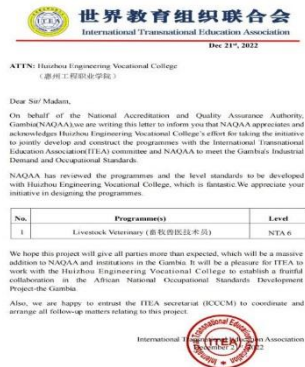 世界教育组织联合会
International Transnational Education Association
Dec 21st, 2022
ATTN: Huizhou Engineering Vocational College
（惠州工程职业学院）
Dear Sir/ Madam,
On behalf of the National Accreditation and Quality Assurance Authority,
Gambia(NAQAA),we are writing this letter to inform you that NAQAA appreciates and
acknowledges Huizhou Engineering Vocational College's effort for taking the initiative
to jointly develop and construct the programmes with the International Transnational
Education Association(ITEA) committee and NAQAA to meet the Gambia's Industrial
Demand and Occupational Standards.
NAQAA has reviewed the programmes and the level standards to be developed
with Huizhou Engineering Vocational College, which is fantastic.We appreciate your
initiative in designing the programmes.
No. Programme(s) Level
1 Livestock Veterinary (畜牧兽医技术员) NTA 6
We hope this project will give all parties more than expected, which will be a massive
addition to NAQAA and institutions in the Gambia. It will be a pleasure for ITEA to
work with the Huizhou Engineering Vocational College to establish a fruitful
collaboration in the African National Occupational Standards Development
Project-the Gambia.
Also, we are happy to entrust the ITEA secretariat (ICCCM) to coordinate and
arrange all follow-up matters relating to this project.
International Transnational Education Association
December 21st, 2022
ITEA